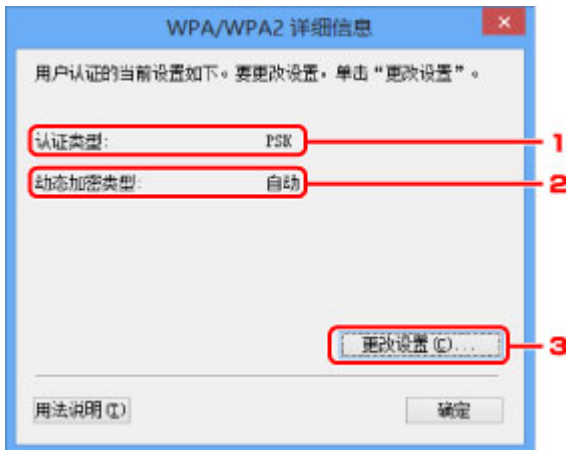 WPA/WPA2 详细信息
用户认证的当前设置如下。要更改设置，单击“更改设置”。
认证类型: PSK 1
动态加密类型: 自动 2
更改设置(C)... 3
用法说明(I) 确定